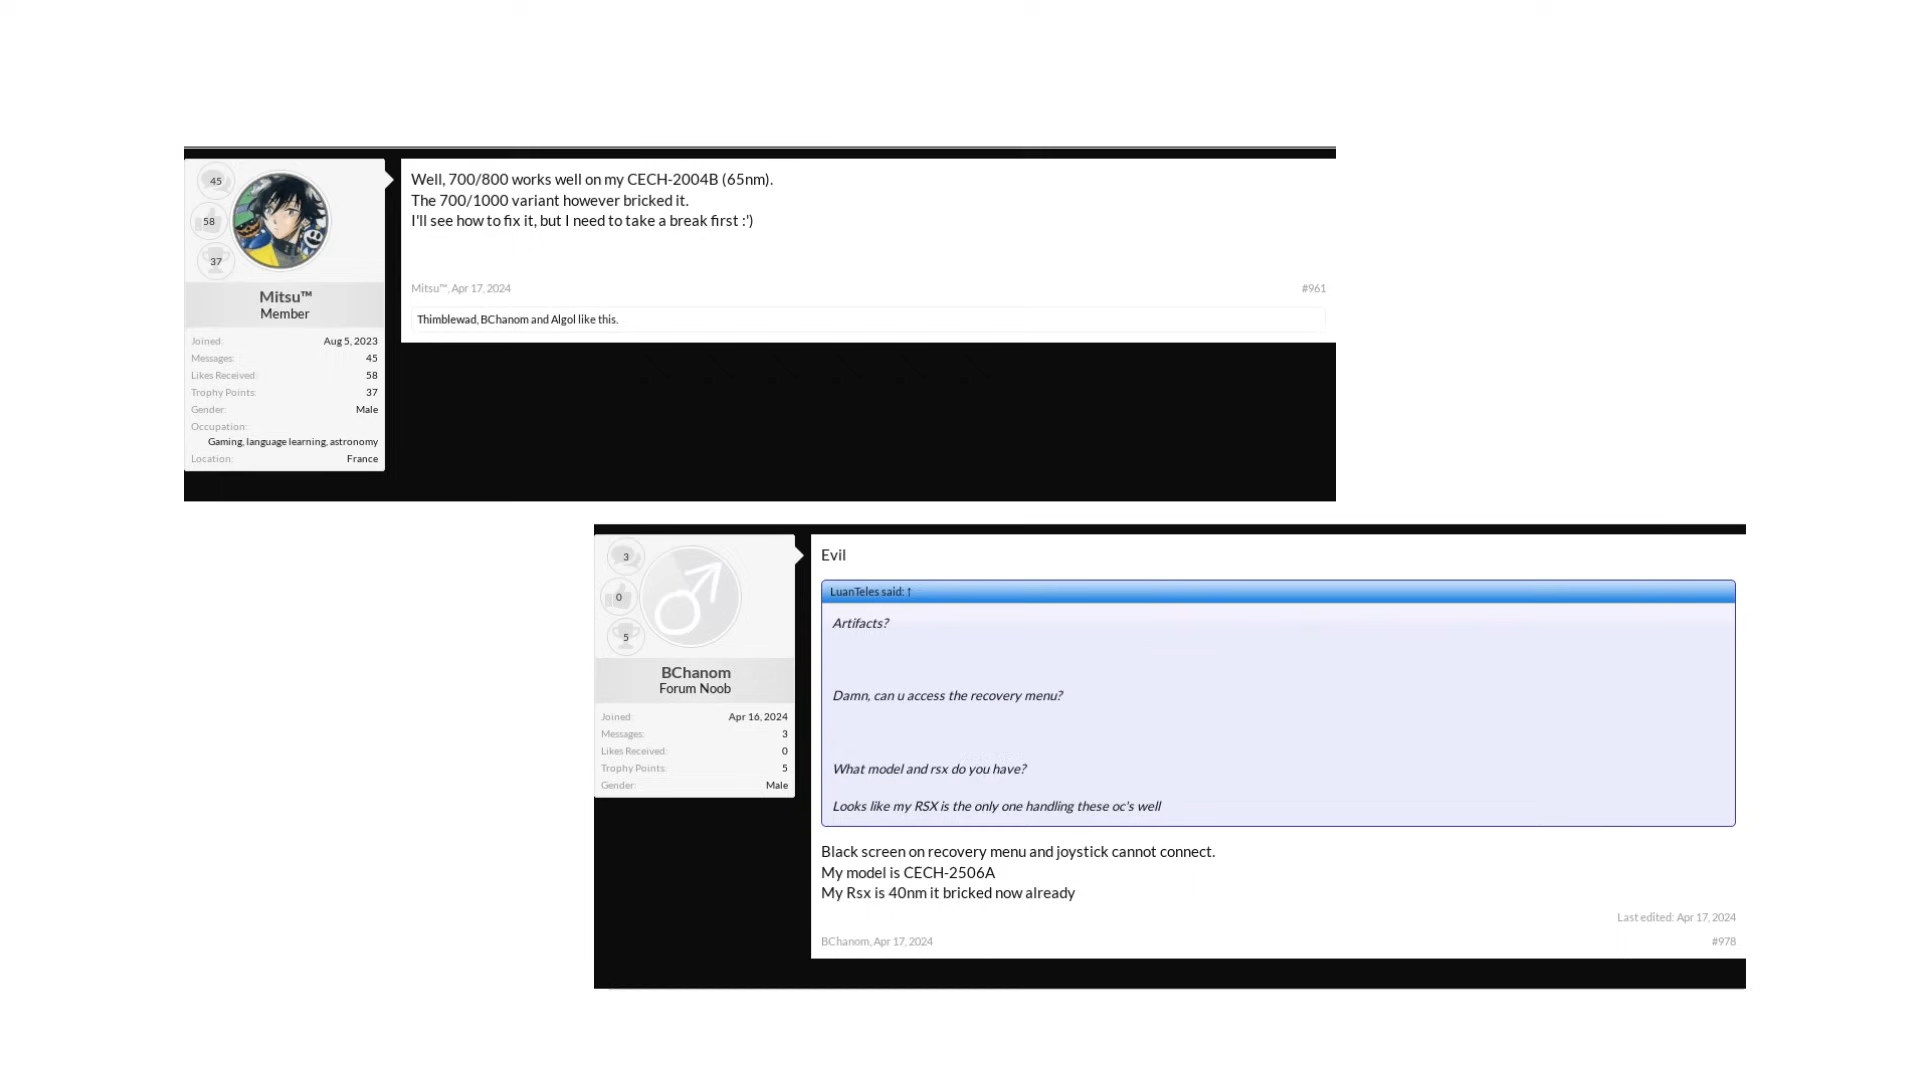 45
58
37
Mitsu™
Member
Joined: Aug 5, 2023
Messages: 45
Likes Received: 58
Trophy Points: 37
Gender: Male
Occupation:
Gaming, language learning, astronomy
Location: France
Well, 700/800 works well on my CECH-2004B (65nm).
The 700/1000 variant however bricked it.
I'll see how to fix it, but I need to take a break first :')
Mitsu™, Apr 17, 2024 #961
Thimblewad, BChanom and Algol like this.
3
0
5
BChanom
Forum Noob
Joined: Apr 16, 2024
Messages: 3
Likes Received: 0
Trophy Points: 5
Gender: Male
Evil
LuanTeles said: ↑
Artifacts?
Damn, can u access the recovery menu?
What model and rsx do you have?
Looks like my RSX is the only one handling these oc's well
Black screen on recovery menu and joystick cannot connect.
My model is CECH-2506A
My Rsx is 40nm it bricked now already
Last edited: Apr 17, 2024
BChanom, Apr 17, 2024 #978